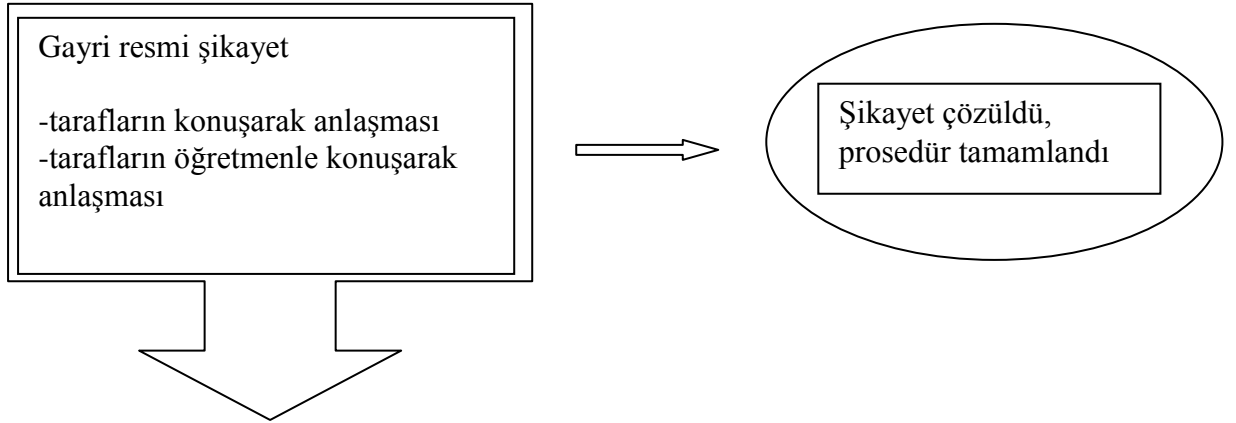 Gayri resmi şikayet
-tarafların konuşarak anlaşması
-tarafların öğretmenle konuşarak
anlaşması
Şikayet çözüldü,
prosedür tamamlandı